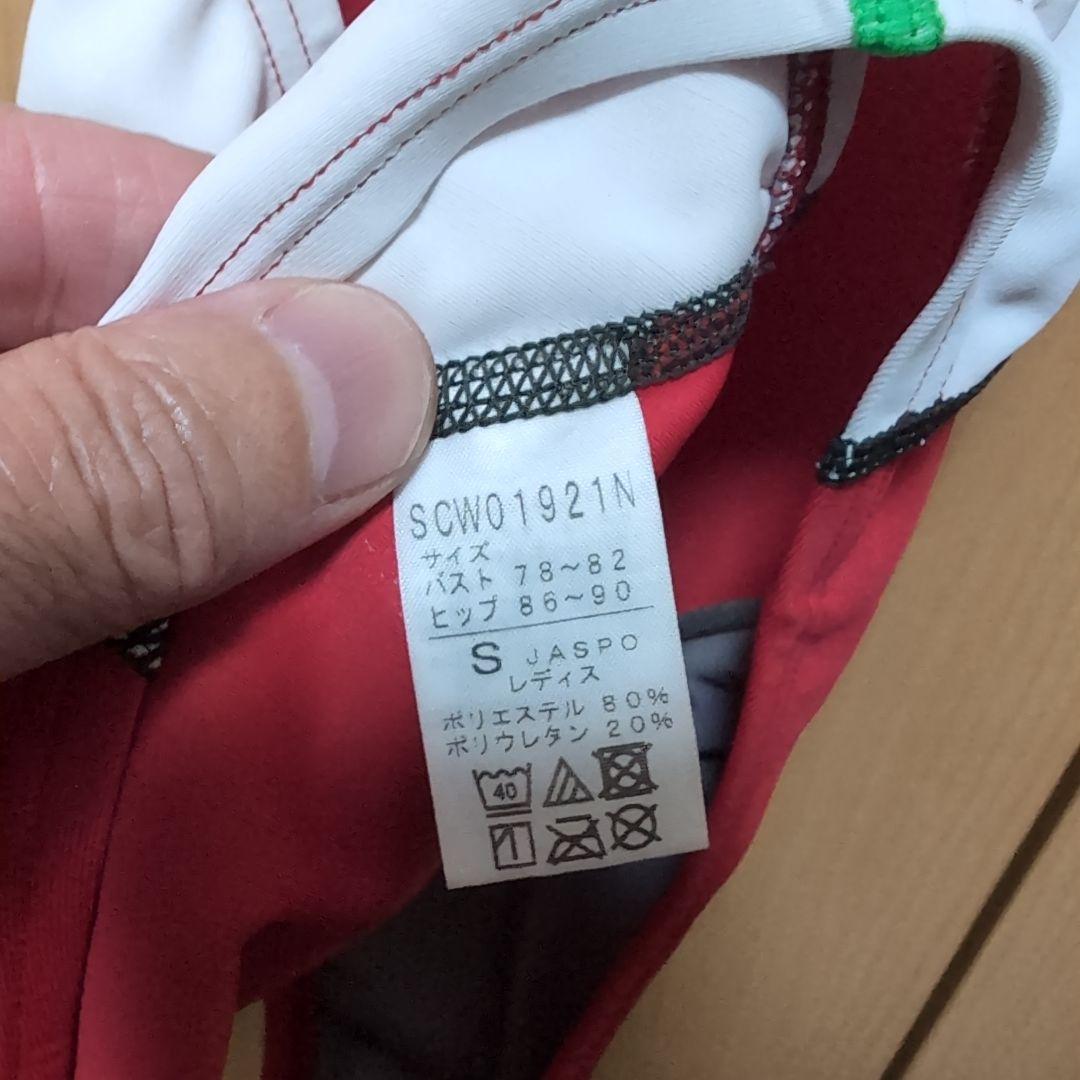 SCW01921N
サイズ
バスト 78~82
ヒップ 86~90
S JASPO
レディス
ポリエステル 80%
ポリウレタン 20%
40